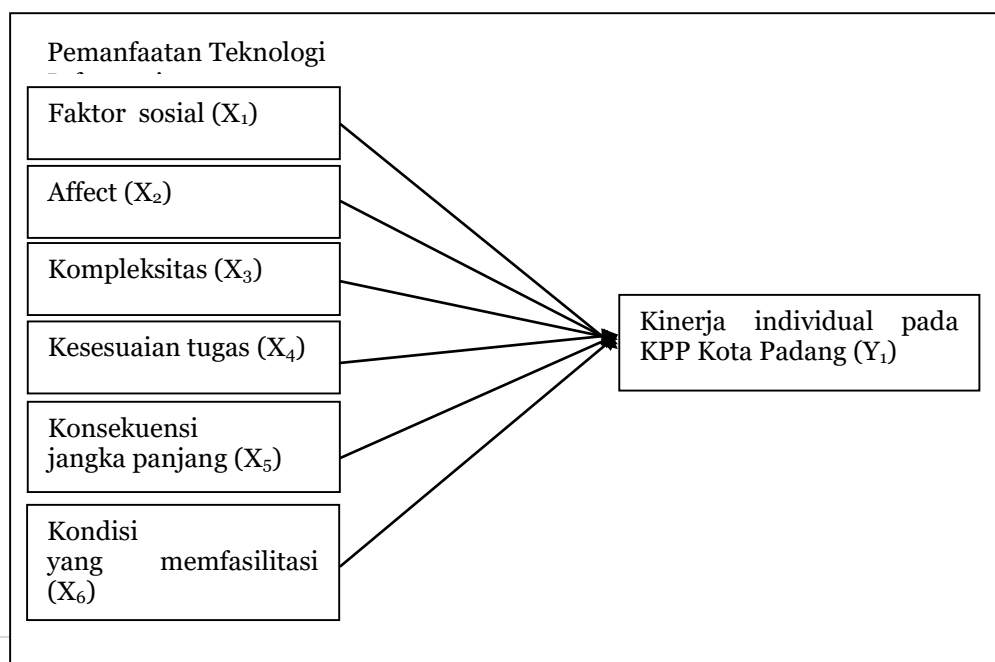 Pemanfaatan Teknologi
Faktor sosial (X₁)
Affect (X₂)
Kompleksitas (X₃)
Kesesuaian tugas (X₄)
Konsekuensi
jangka panjang (X₅)
Kondisi
yang memfasilitasi
(X₆)
Kinerja individual pada
KPP Kota Padang (Y₁)